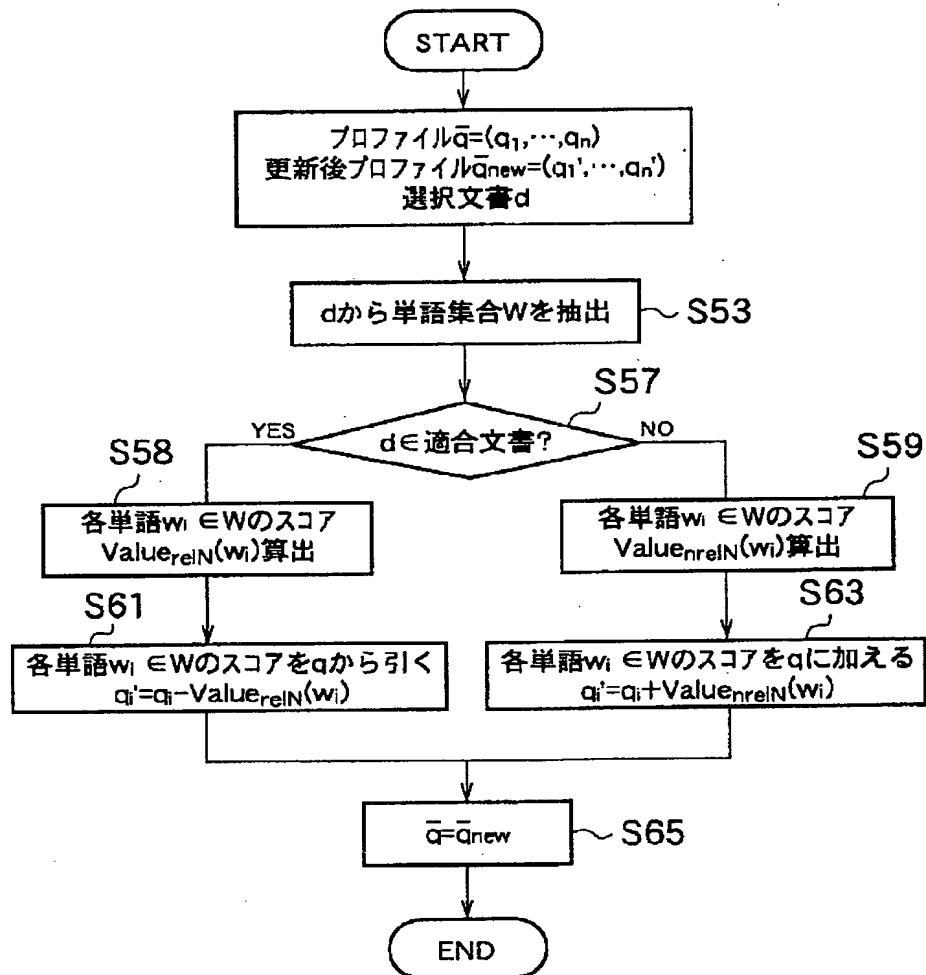 START
プロファイルq̄=(q₁,…,qₙ)
更新後プロファイルq̄new=(q₁',…,qₙ')
選択文書d
dから単語集合Wを抽出
S53
S57
YES
d∈適合文書?
NO
S58
各単語wᵢ∈Wのスコア
ValuerelN(wᵢ)算出
S59
各単語wᵢ∈Wのスコア
ValuenrelN(wᵢ)算出
S61
各単語wᵢ∈Wのスコアをqから引く
qᵢ'=qᵢ-ValuerelN(wᵢ)
S63
各単語wᵢ∈Wのスコアをqに加える
qᵢ'=qᵢ+ValuenrelN(wᵢ)
q̄=q̄new
S65
END